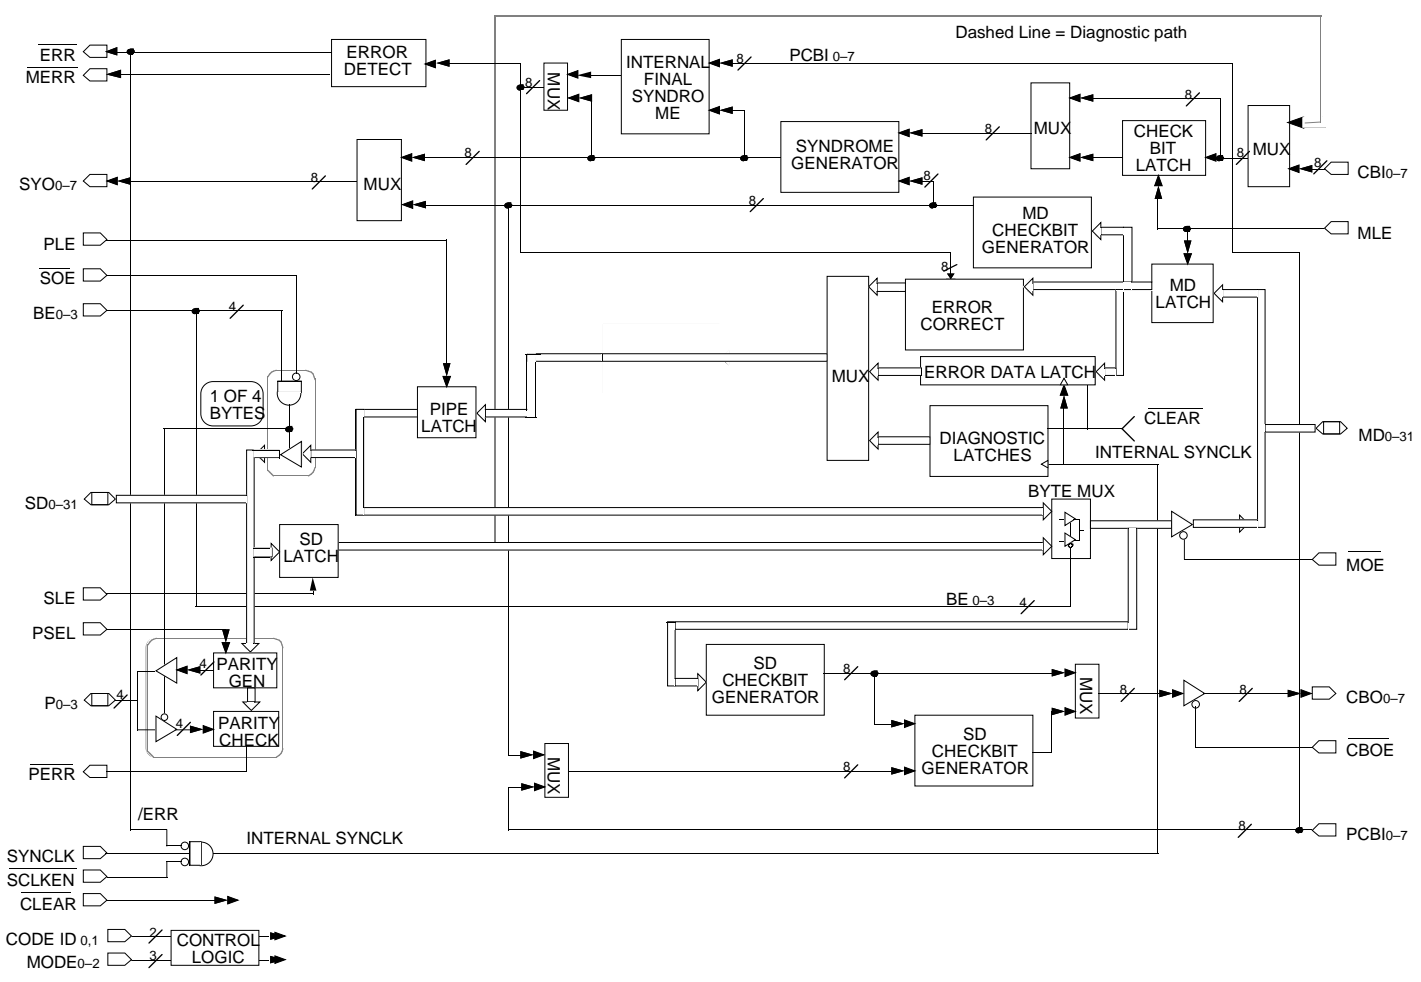 Dashed Line = Diagnostic path
ERR
MERR
ERROR
DETECT
8
MUX
INTERNAL
FINAL
SYNDRO
ME
8
PCBI 0–7
MUX
8
CHECK
BIT
LATCH
8
MUX
8
CBI0–7
SYNDROME
GENERATOR
8
8
SYO0–7
8
MUX
8
8
MD
CHECKBIT
GENERATOR
MLE
PLE
SOE
BE0–3
4
8
ERROR
CORRECT
MD
LATCH
MUX
ERROR DATA LATCH
1 OF 4
BYTES
PIPE
LATCH
DIAGNOSTIC
LATCHES
CLEAR
INTERNAL SYNCLK
MD0–31
SD0–31
BYTE MUX
SD
LATCH
MOE
SLE
BE 0–3
4
PSEL
PARITY
GEN
4
P0–3
4
4
PARITY
CHECK
PERR
SD
CHECKBIT
GENERATOR
8
MUX
8
8
CBO0–7
SD
CHECKBIT
GENERATOR
CBOE
MUX
8
8
PCBI0–7
/ERR
INTERNAL SYNCLK
SYNCLK
SCLKEN
CLEAR
CODE ID 0,1
2
CONTROL
LOGIC
MODE0–2
3